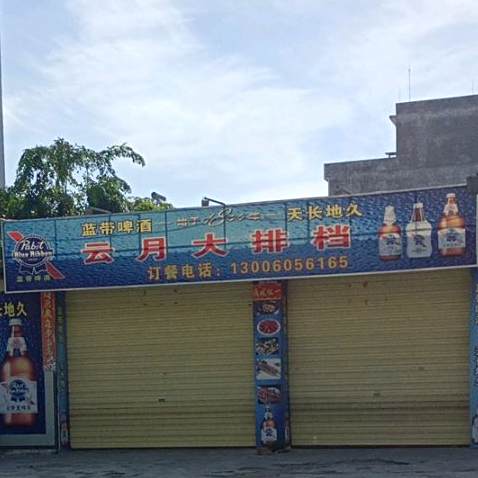 蓝带啤酒
天长地久
云月大排档
订餐电话：13006056165
Pabst
Blue Ribbon
蓝带啤酒
长地久